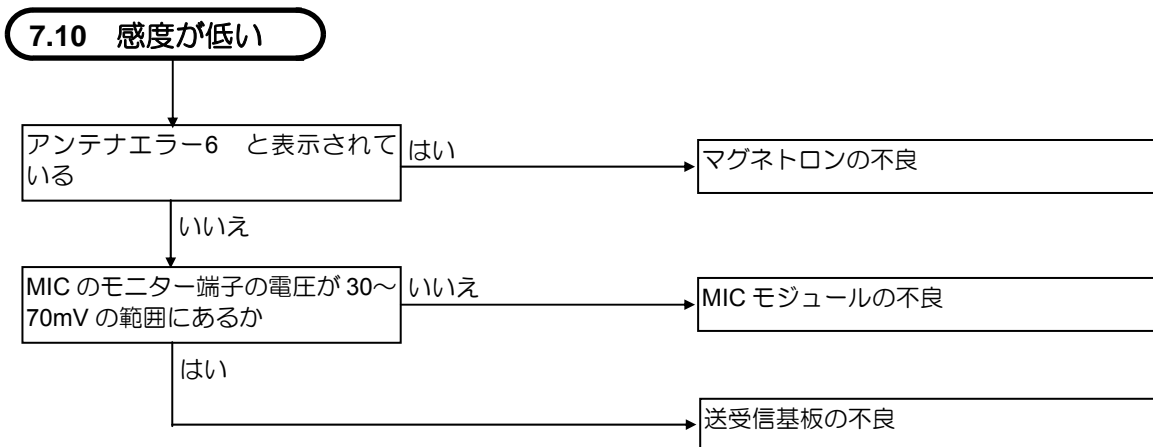 7.10 感度が低い
アンテナエラー6 と表示されて
いる
はい
マグネトロンの不良
いいえ
MIC のモニター端子の電圧が 30～
70mV の範囲にあるか
いいえ
MIC モジュールの不良
はい
送受信基板の不良